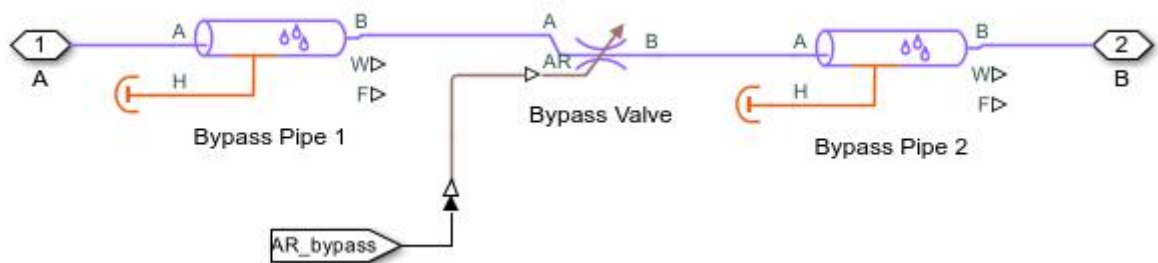 1
A
A
B
H
W
F
Bypass Pipe 1
A
AR
B
Bypass Valve
AR_bypass
A
B
H
W
F
Bypass Pipe 2
2
B